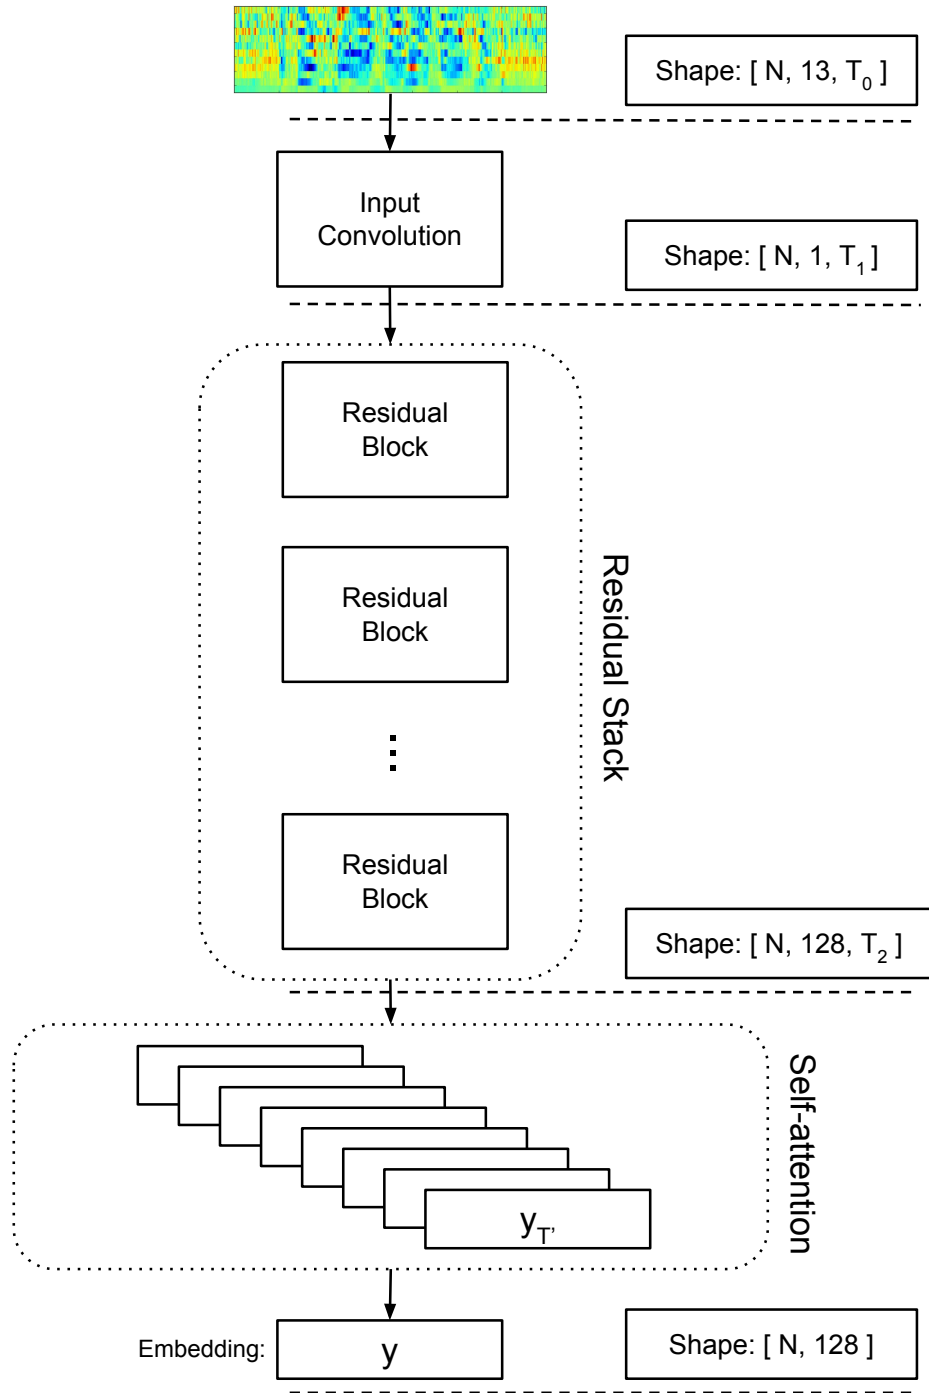 Shape: [ N, 13, T₀ ]
Input
Convolution
Shape: [ N, 1, T₁ ]
Residual
Block
Residual
Block
Residual Stack
Residual
Block
Shape: [ N, 128, T₂ ]
Self-attention
y_T'
Embedding:
y
Shape: [ N, 128 ]